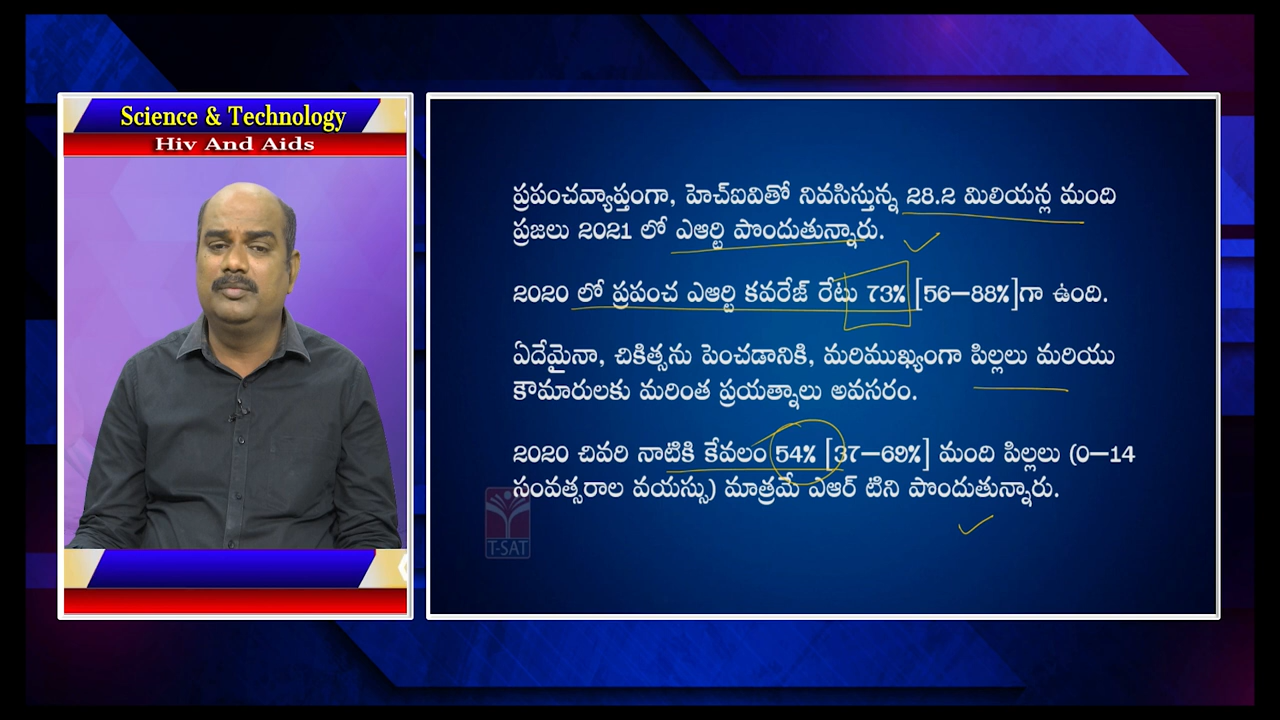 Science & Technology
Hiv And Aids
ప్రపంచవ్యాప్తంగా, హెచ్ఐవితో నివసిస్తున్న 28.2 మిలియన్ల మంది
ప్రజలు 2021 లో ఎఆర్టి పొందుతున్నారు.
2020 లో ప్రపంచ ఎఆర్టి కవరేజ్ రేటు 73% [56–88%]గా ఉంది.
ఏదేమైనా, చికిత్సను పెంచడానికి, మరిముఖ్యంగా పిల్లలు మరియు
కౌమారులకు మరింత ప్రయత్నాలు అవసరం.
2020 చివరి నాటికి కేవలం 54% [37–69%] మంది పిల్లలు (0–14
సంవత్సరాల వయస్సు) మాత్రమే ఎఆర్ టిని పొందుతున్నారు.
T-SAT